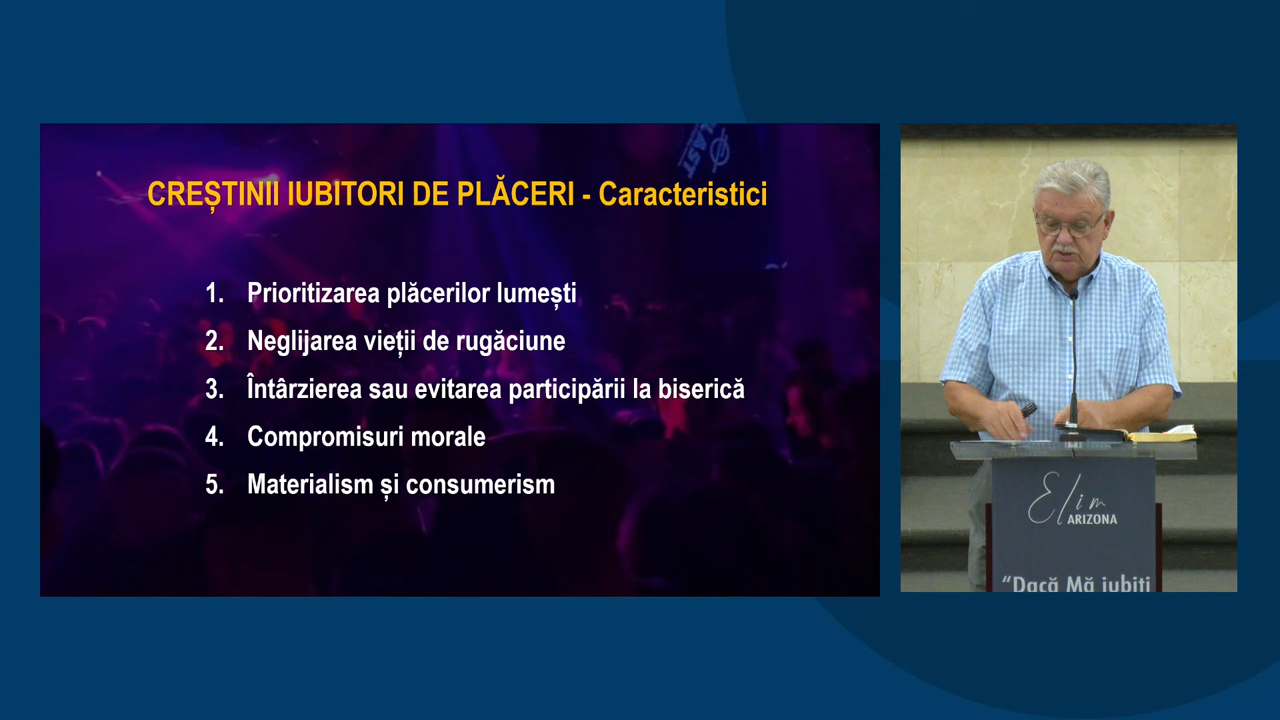 CREȘTINII IUBITORI DE PLĂCERI - Caracteristici
1. Prioritizarea plăcerilor lumești
2. Neglijarea vieții de rugăciune
3. Întârzierea sau evitarea participării la biserică
4. Compromisuri morale
5. Materialism și consumerism
Elim
ARIZONA
“Dacă Mă iubiți